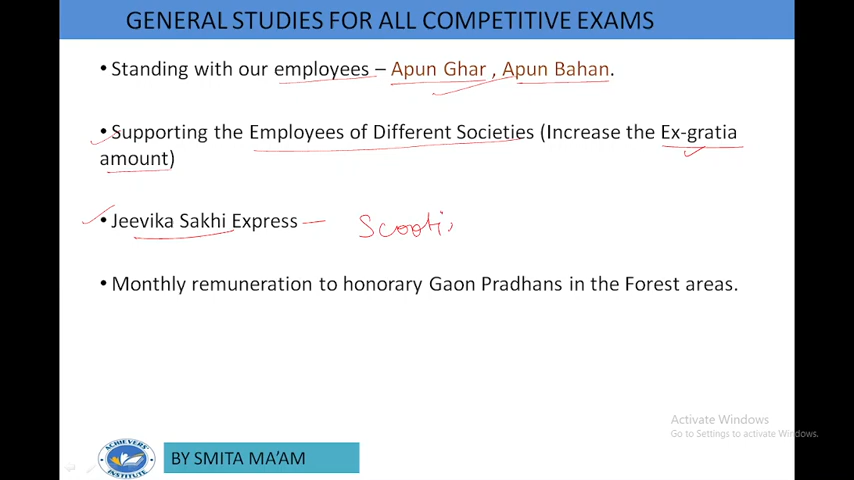 GENERAL STUDIES FOR ALL COMPETITIVE EXAMS
• Standing with our employees – Apun Ghar , Apun Bahan.
• Supporting the Employees of Different Societies (Increase the Ex-gratia
amount)
• Jeevika Sakhi Express — Scooti
• Monthly remuneration to honorary Gaon Pradhans in the Forest areas.
Activate Windows
Go to Settings to activate Windows.
ACHIEVERS'
INSTITUTE
BY SMITA MA'AM